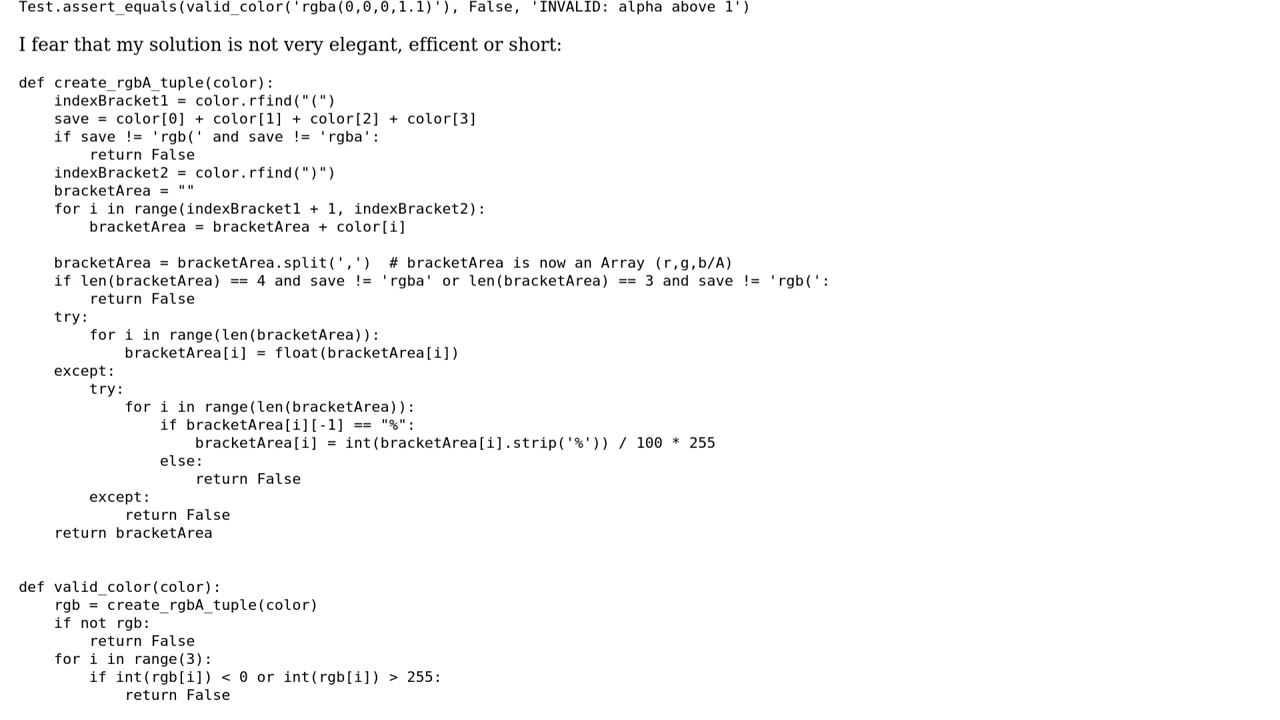 Test.assert_equals(valid_color('rgba(0,0,0,1.1)'), False, 'INVALID: alpha above 1')
I fear that my solution is not very elegant, efficent or short:
def create_rgbA_tuple(color):
    indexBracket1 = color.rfind("(")
    save = color[0] + color[1] + color[2] + color[3]
    if save != 'rgb(' and save != 'rgba':
        return False
    indexBracket2 = color.rfind(")")
    bracketArea = ""
    for i in range(indexBracket1 + 1, indexBracket2):
        bracketArea = bracketArea + color[i]

    bracketArea = bracketArea.split(',')  # bracketArea is now an Array (r,g,b/A)
    if len(bracketArea) == 4 and save != 'rgba' or len(bracketArea) == 3 and save != 'rgb(':
        return False
    try:
        for i in range(len(bracketArea)):
            bracketArea[i] = float(bracketArea[i])
    except:
        try:
            for i in range(len(bracketArea)):
                if bracketArea[i][-1] == "%":
                    bracketArea[i] = int(bracketArea[i].strip('%')) / 100 * 255
                else:
                    return False
        except:
            return False
    return bracketArea


def valid_color(color):
    rgb = create_rgbA_tuple(color)
    if not rgb:
        return False
    for i in range(3):
        if int(rgb[i]) < 0 or int(rgb[i]) > 255:
            return False